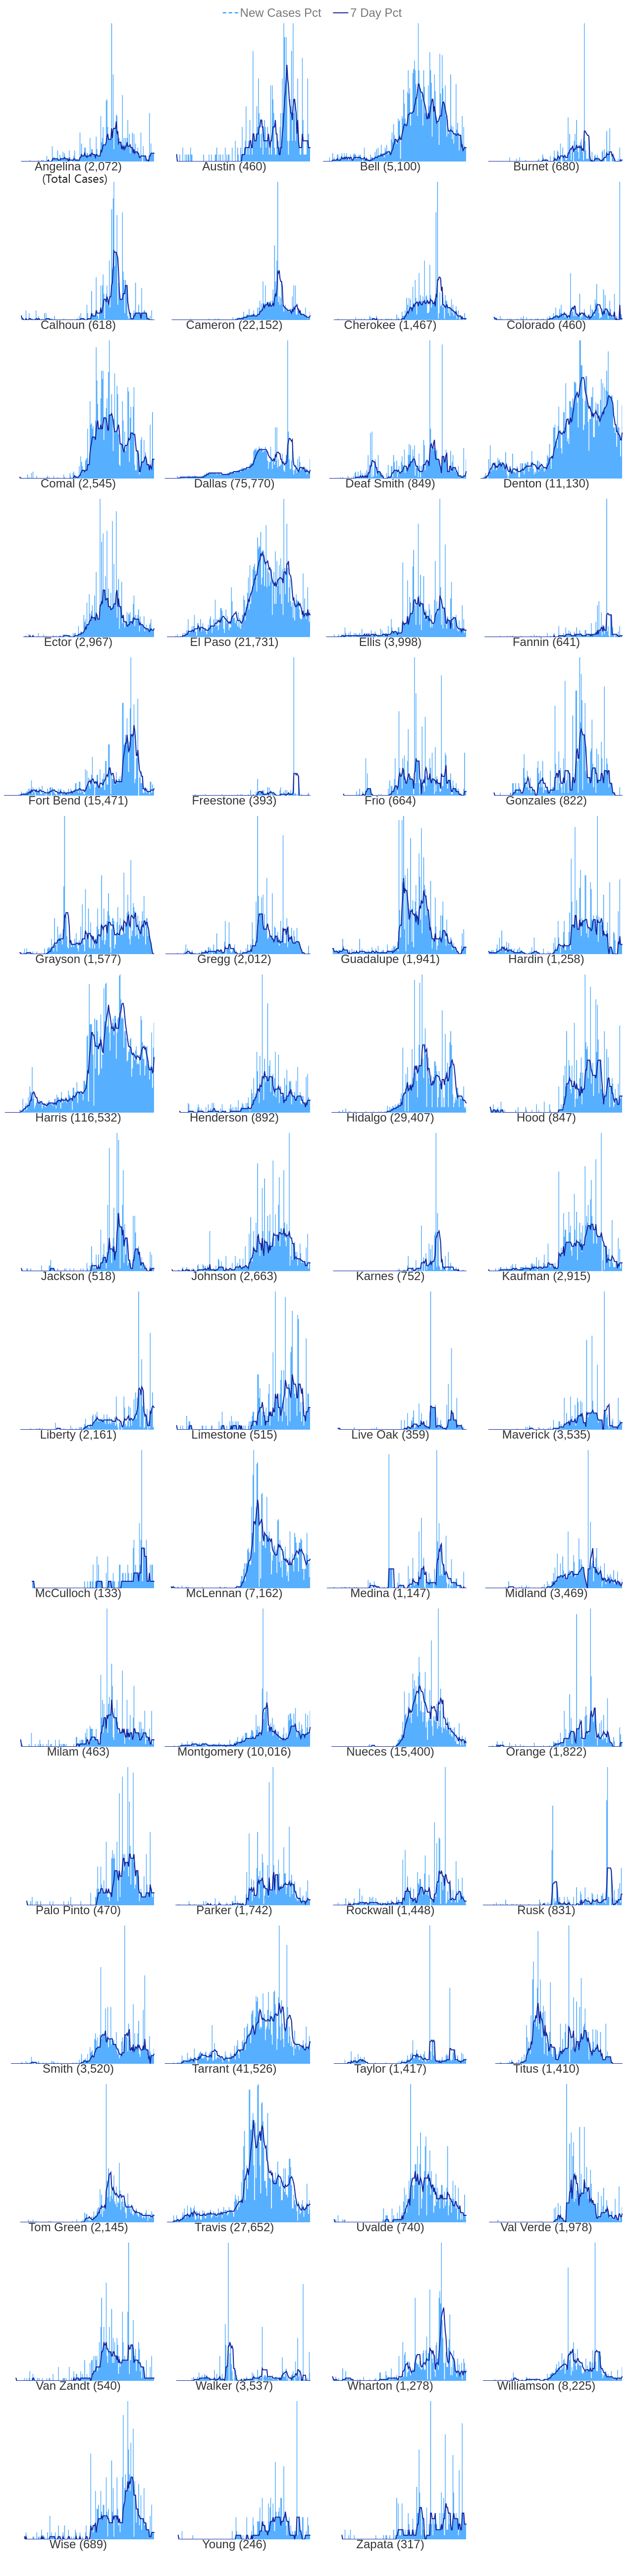 New Cases Pct 7 Day Pct
Angelina (2,072) Austin (460) Bell (5,100) Burnet (680)
(Total Cases)
Calhoun (618) Cameron (22,152) Cherokee (1,467) Colorado (460)
Comal (2,545) Dallas (75,770) Deaf Smith (849) Denton (11,130)
Ector (2,967) El Paso (21,731) Ellis (3,998) Fannin (641)
Fort Bend (15,471) Freestone (393) Frio (664) Gonzales (822)
Grayson (1,577) Gregg (2,012) Guadalupe (1,941) Hardin (1,258)
Harris (116,532) Henderson (892) Hidalgo (29,407) Hood (847)
Jackson (518) Johnson (2,663) Karnes (752) Kaufman (2,915)
Liberty (2,161) Limestone (515) Live Oak (359) Maverick (3,535)
McCulloch (133) McLennan (7,162) Medina (1,147) Midland (3,469)
Milam (463) Montgomery (10,016) Nueces (15,400) Orange (1,822)
Palo Pinto (470) Parker (1,742) Rockwall (1,448) Rusk (831)
Smith (3,520) Tarrant (41,526) Taylor (1,417) Titus (1,410)
Tom Green (2,145) Travis (27,652) Uvalde (740) Val Verde (1,978)
Van Zandt (540) Walker (3,537) Wharton (1,278) Williamson (8,225)
Wise (689) Young (246) Zapata (317)